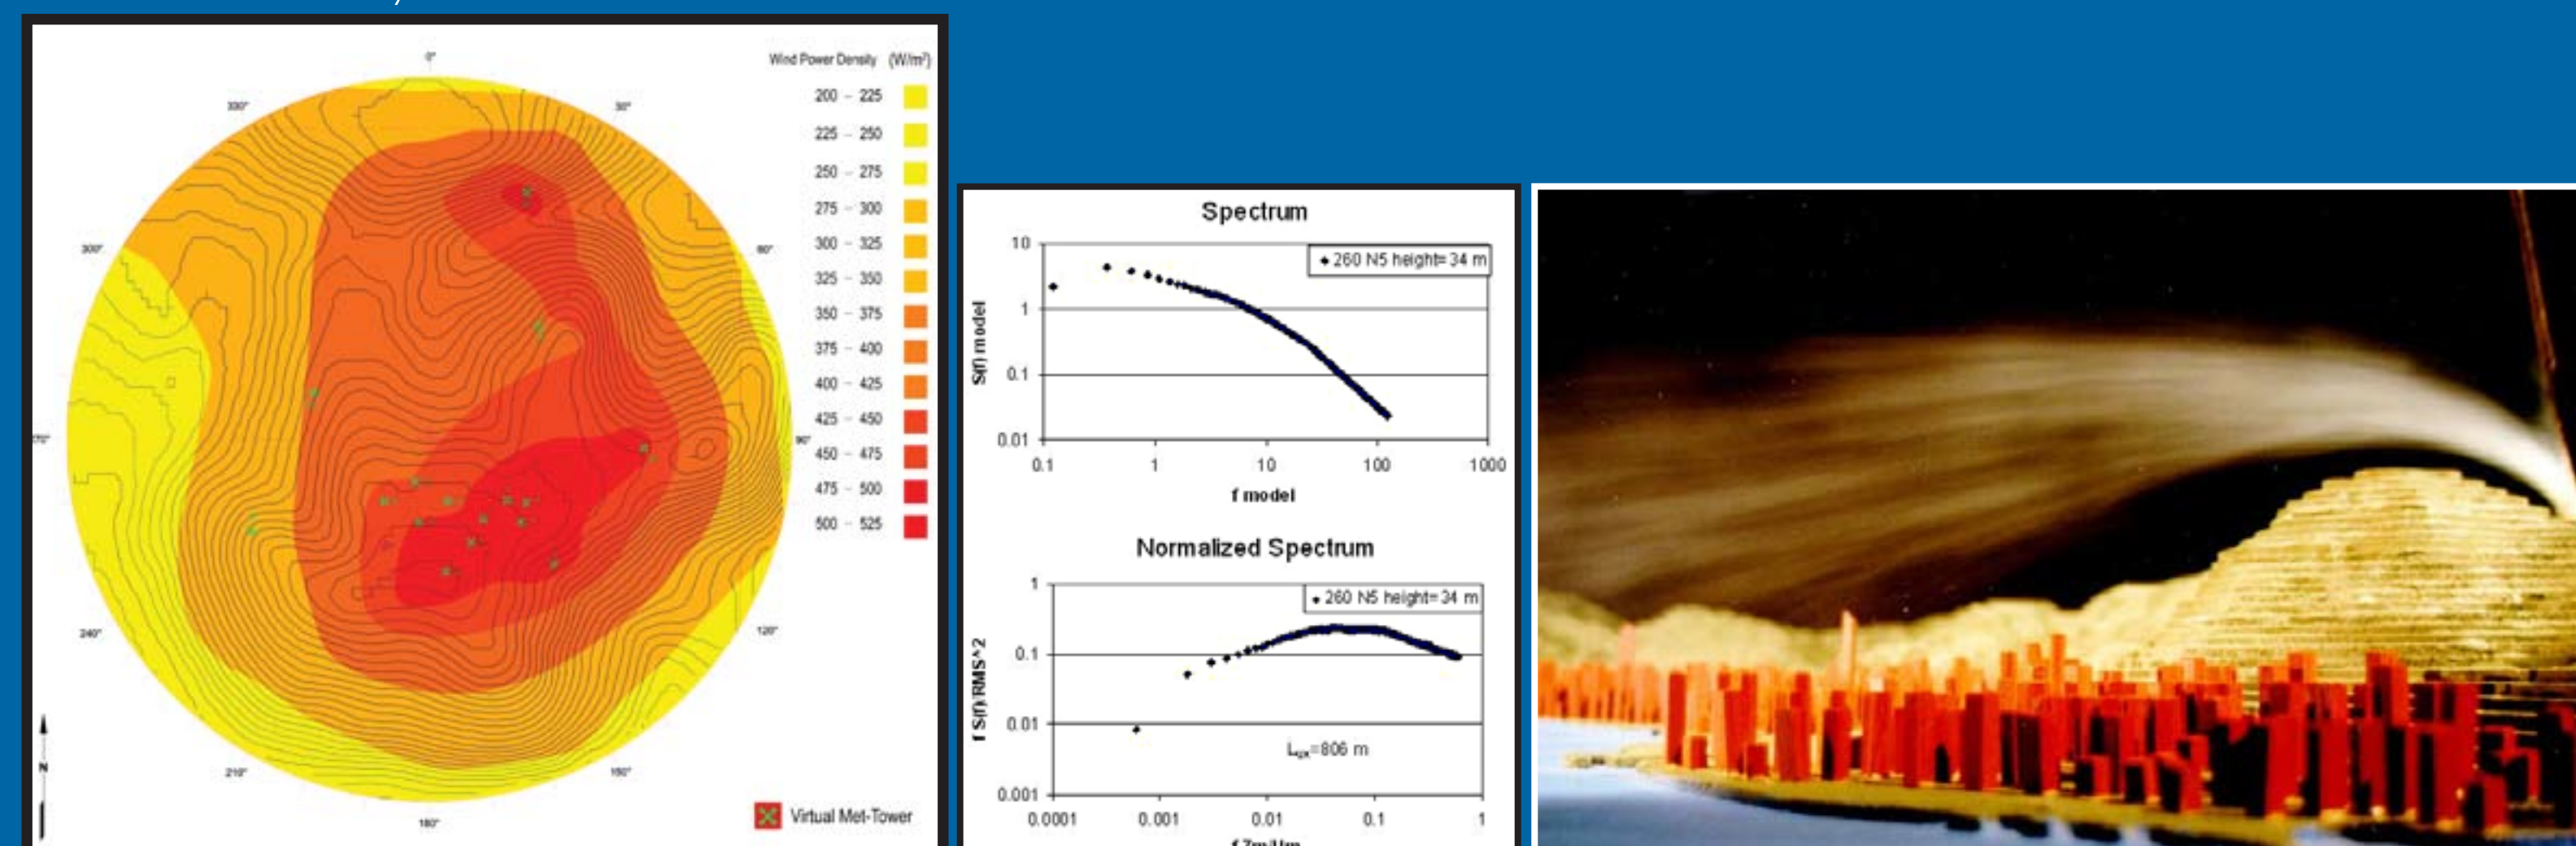 0°
Wind Power Density (W/m²)
200 – 225
225 – 250
250 – 275
275 – 300
300 – 325
325 – 350
350 – 375
375 – 400
400 – 425
425 – 450
450 – 475
475 – 500
500 – 525
330°
30°
300°
60°
90°
240°
120°
210°
150°
180°
N
Virtual Met-Tower
Spectrum
10
1
0.1
0.01
S(f) model
260 N5 height= 34 m
0.1 1 10 100 1000
f model
Normalized Spectrum
1
0.1
0.01
0.001
f S(f)/RMS^2
260 N5 height= 34 m
Lux=806 m
0.0001 0.001 0.01 0.1 1